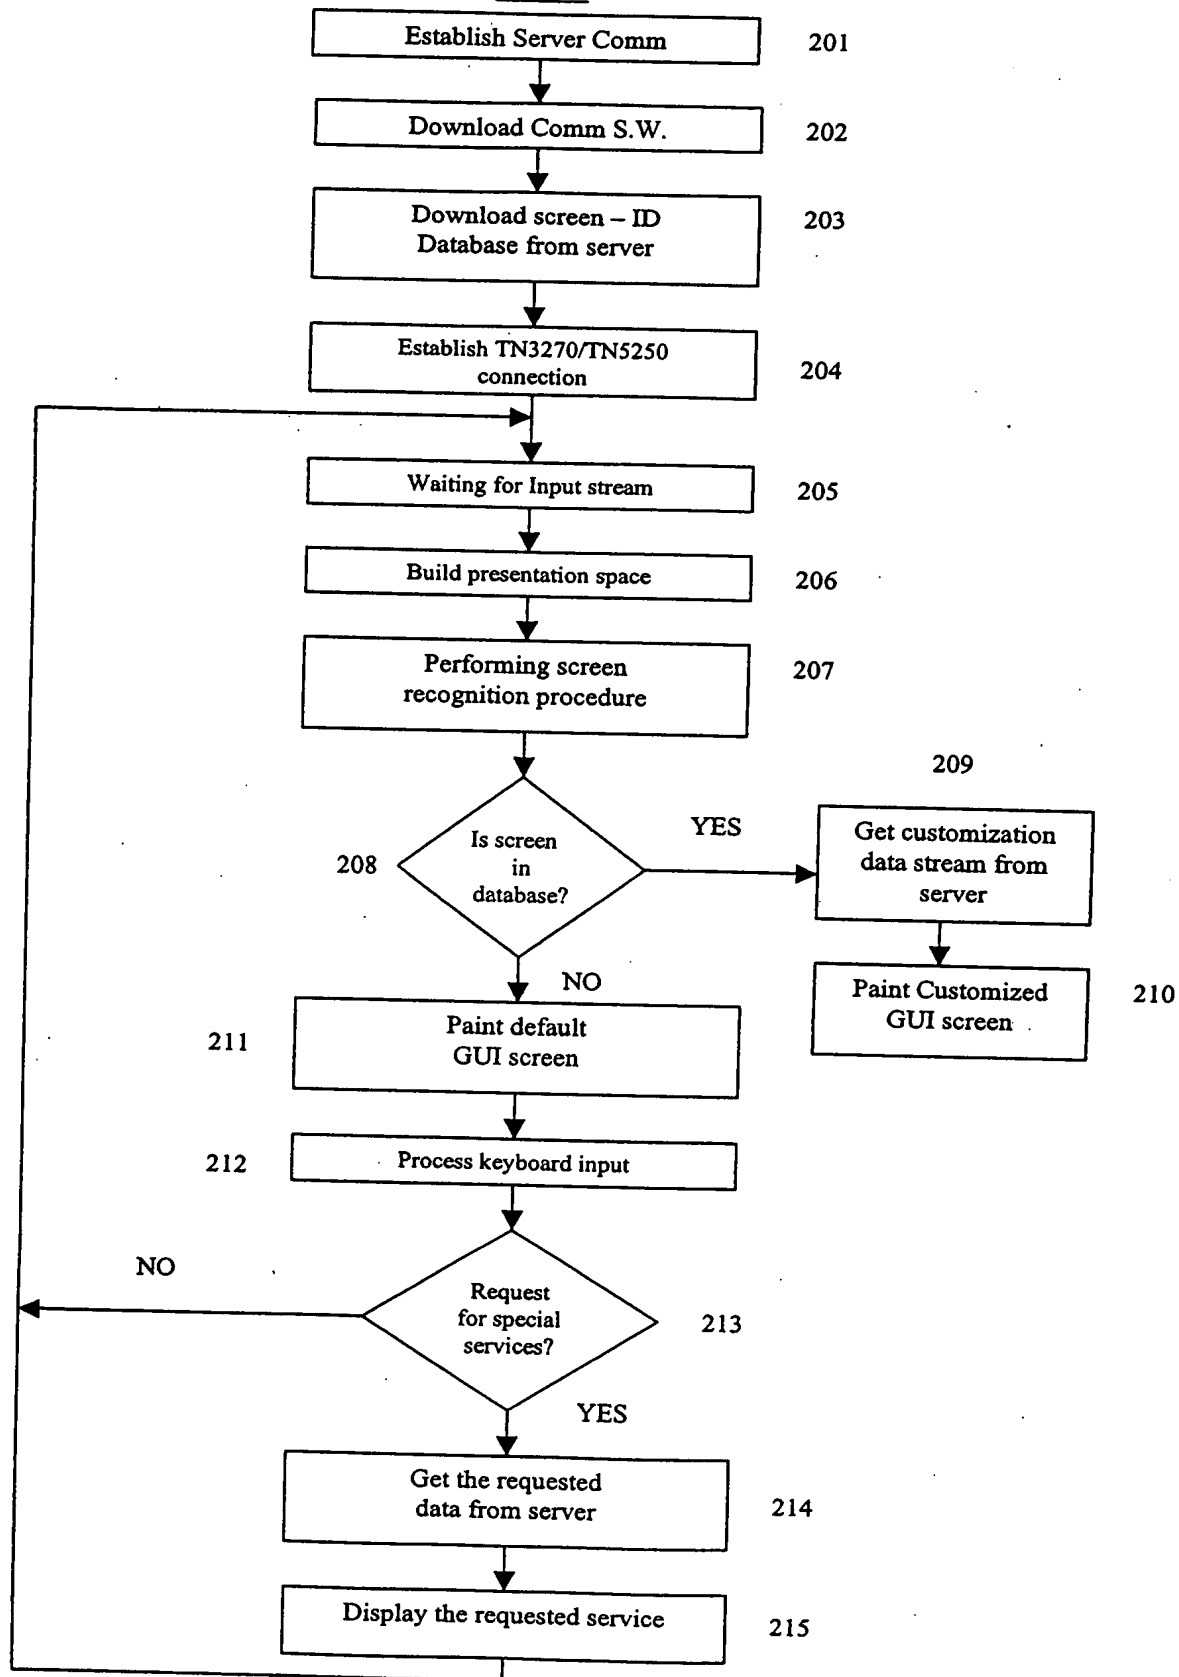 Establish Server Comm
201
Download Comm S.W.
202
Download screen – ID
Database from server
203
Establish TN3270/TN5250
connection
204
Waiting for Input stream
205
Build presentation space
206
Performing screen
recognition procedure
207
Is screen
in
database?
208
YES
209
Get customization
data stream from
server
Paint Customized
GUI screen
210
NO
Paint default
GUI screen
211
Process keyboard input
212
Request
for special
services?
213
NO
YES
Get the requested
data from server
214
Display the requested service
215